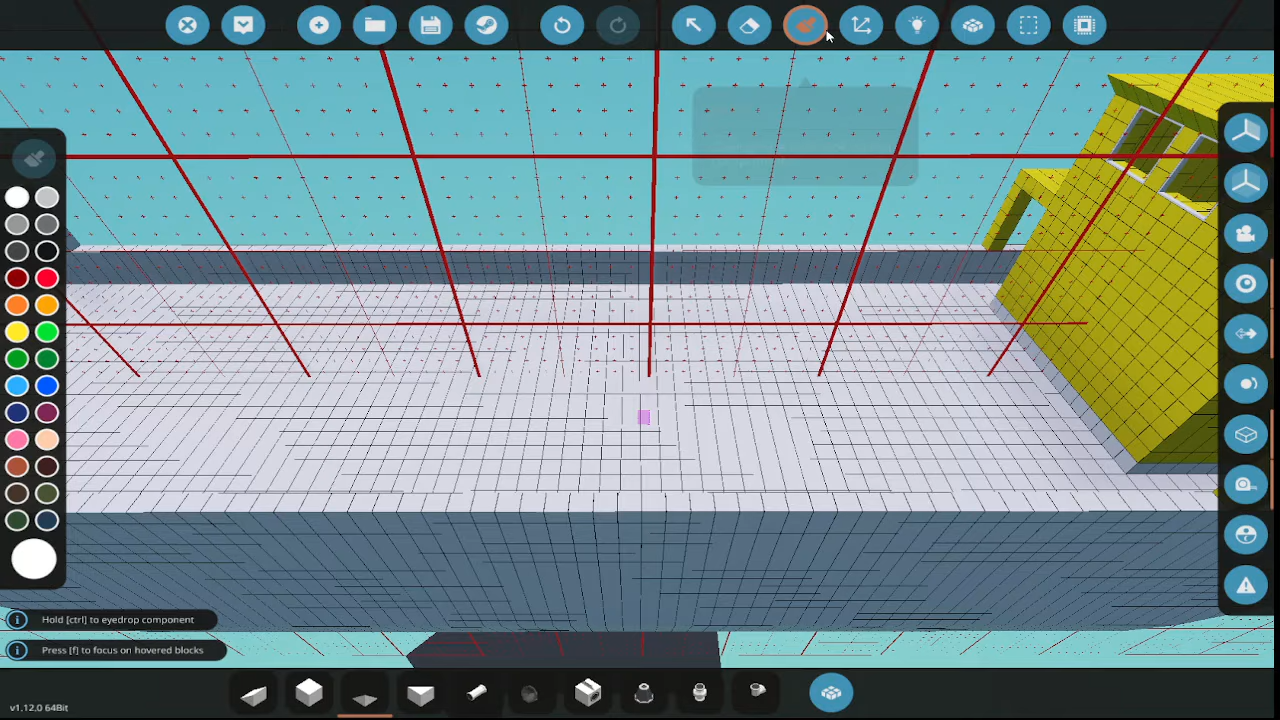 Hold [ctrl] to eyedrop component
Press [f] to focus on hovered blocks
v1.12.0 64Bit